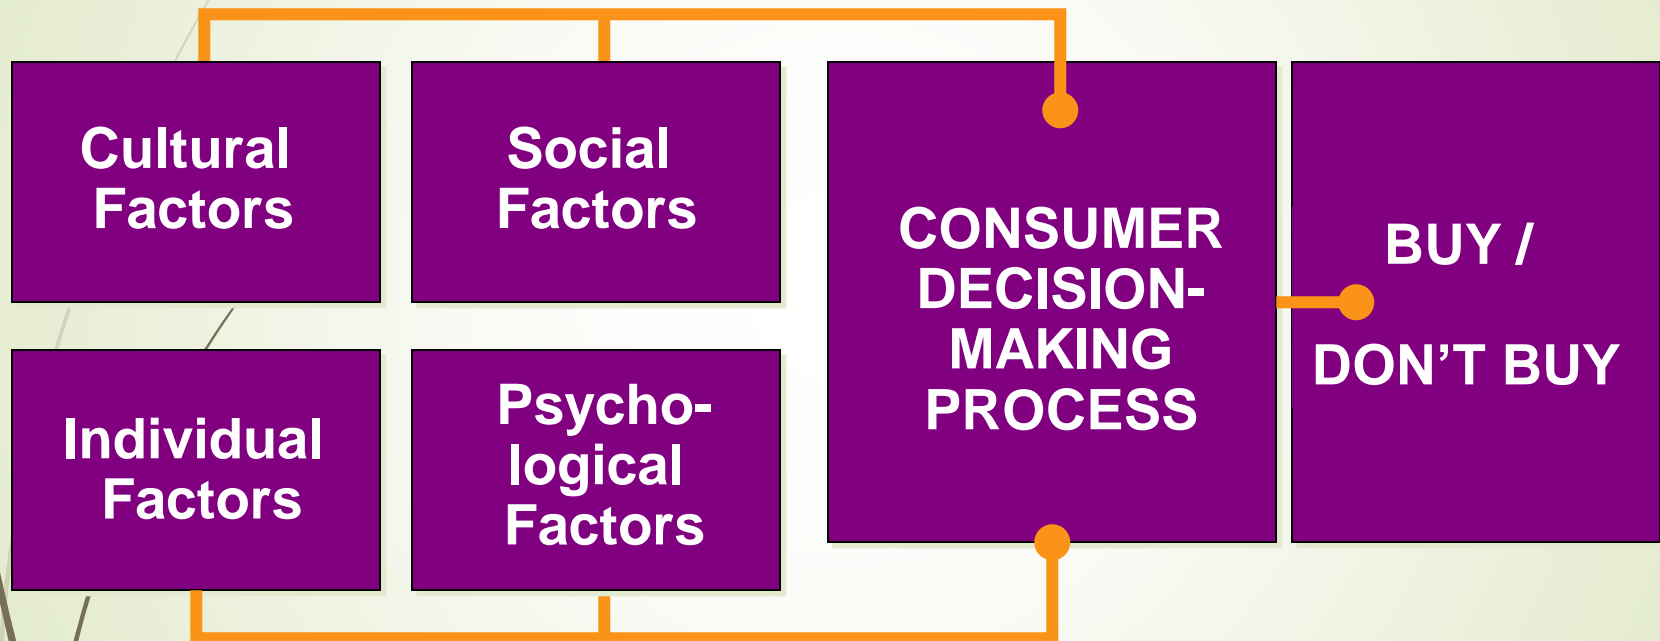 Cultural
Factors
Social
Factors
Individual
Factors
Psycho-
logical
Factors
CONSUMER
DECISION-
MAKING
PROCESS
BUY /
DON’T BUY